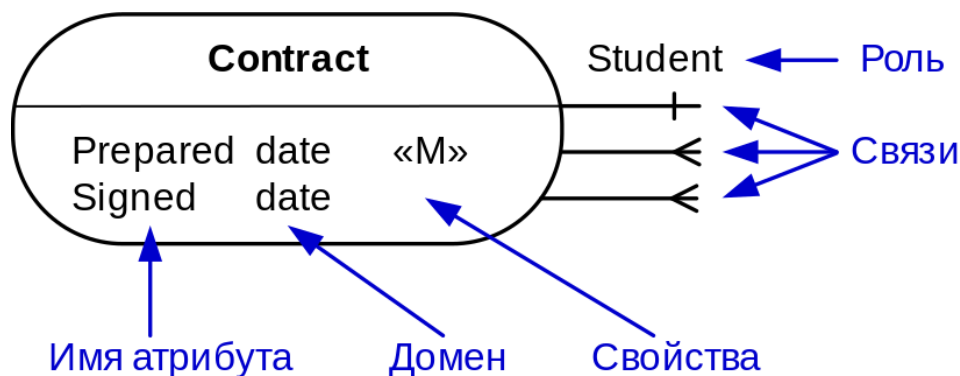 Contract
Student
Роль
Prepared date «M»
Связи
Signed date
Имя атрибута
Домен
Свойства